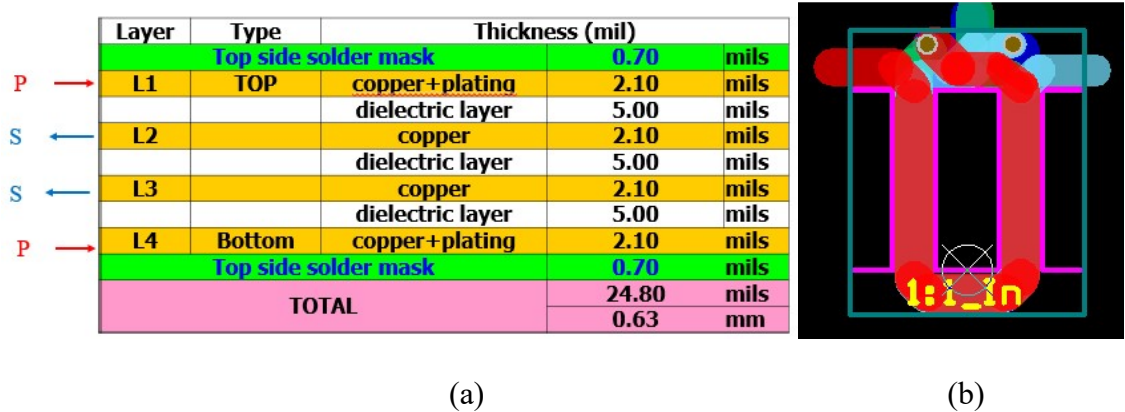 Layer Type Thickness (mil)
Top side solder mask 0.70 mils
P L1 TOP copper+plating 2.10 mils
dielectric layer 5.00 mils
S L2 copper 2.10 mils
dielectric layer 5.00 mils
S L3 copper 2.10 mils
dielectric layer 5.00 mils
P L4 Bottom copper+plating 2.10 mils
Top side solder mask 0.70 mils
TOTAL 24.80 mils
0.63 mm
1:1_in
(a) (b)